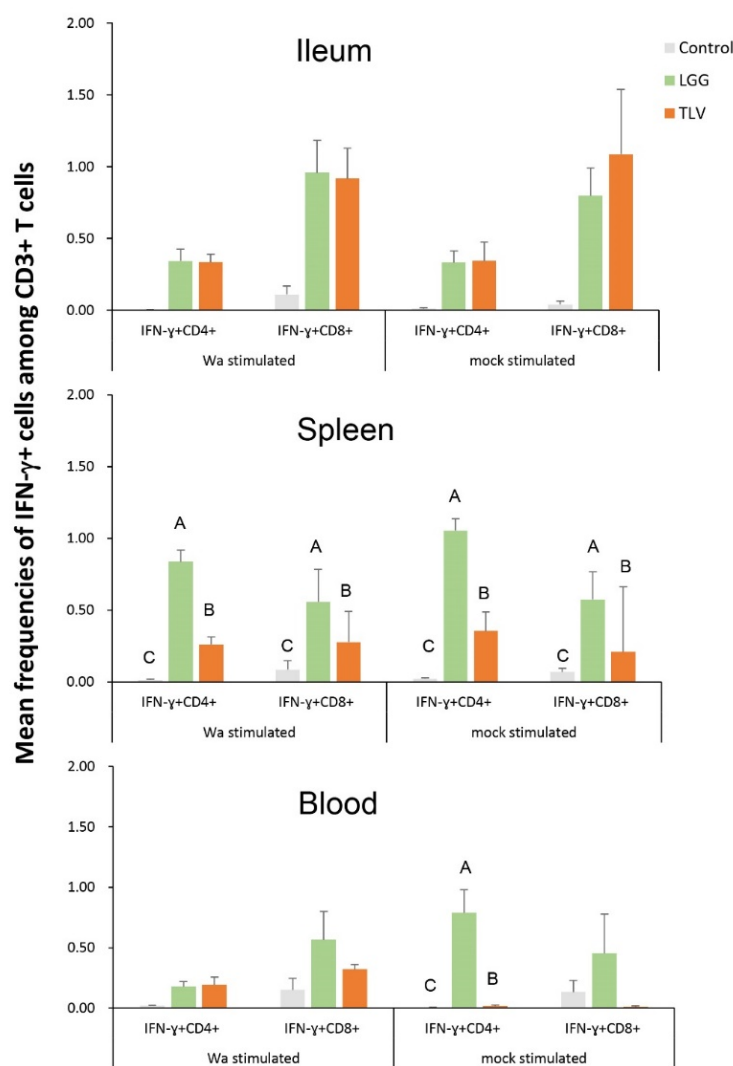 Mean frequencies of IFN-γ+ cells among CD3+ T cells
Ileum
Control
LGG
TLV
2.00
1.50
1.00
0.50
0.00
IFN-ɣ+CD4+ IFN-ɣ+CD8+ IFN-ɣ+CD4+ IFN-ɣ+CD8+
Wa stimulated mock stimulated
Spleen
2.00
1.50
1.00
0.50
0.00
C A B C A B C A B C A B
IFN-ɣ+CD4+ IFN-ɣ+CD8+ IFN-ɣ+CD4+ IFN-ɣ+CD8+
Wa stimulated mock stimulated
Blood
2.00
1.50
1.00
0.50
0.00
C A B
IFN-ɣ+CD4+ IFN-ɣ+CD8+ IFN-ɣ+CD4+ IFN-ɣ+CD8+
Wa stimulated mock stimulated